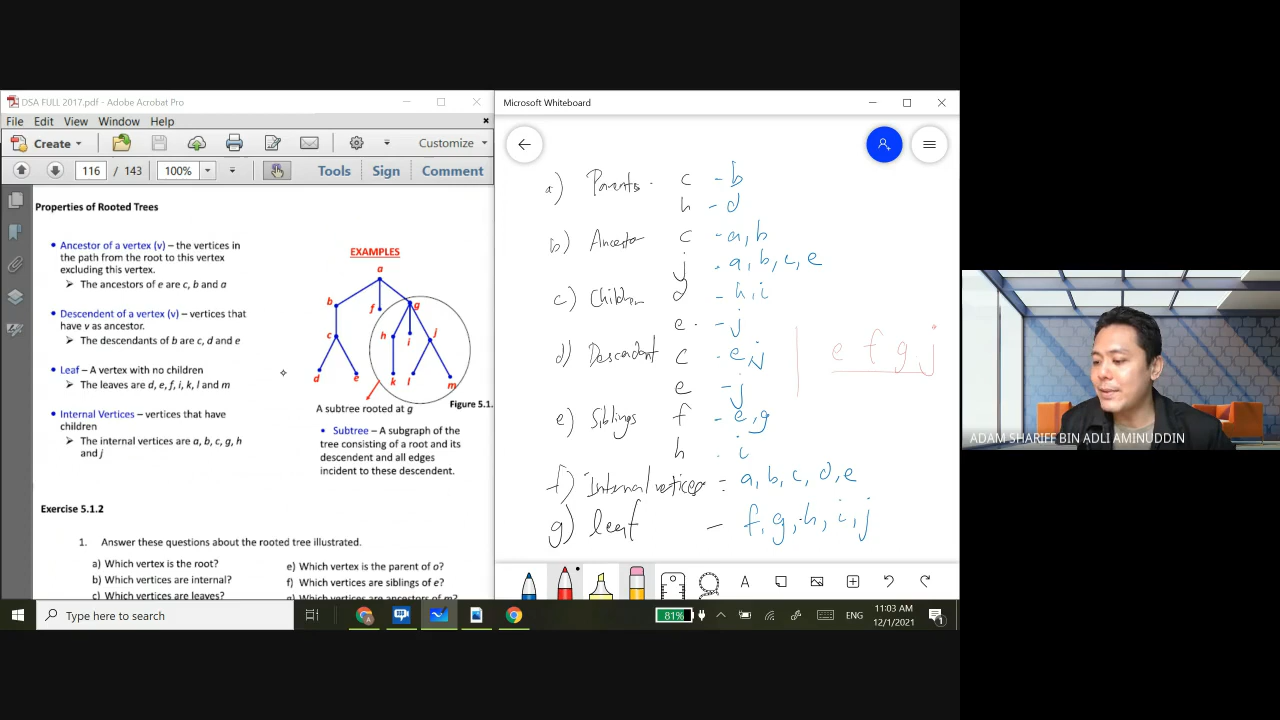 DSA FULL 2017.pdf - Adobe Acrobat Pro
File Edit View Window Help
Create
Customize
116 / 143 100%
Tools Sign Comment
Properties of Rooted Trees
Ancestor of a vertex (v) – the vertices in
the path from the root to this vertex
excluding this vertex.
The ancestors of e are c, b and a
Descendent of a vertex (v) – vertices that
have v as ancestor.
The descendants of b are c, d and e
Leaf – A vertex with no children
The leaves are d, e, f, i, k, l and m
Internal Vertices – vertices that have
children
The internal vertices are a, b, c, g, h
and j
EXAMPLES
a
b f g
c h i j
d e k l m
A subtree rooted at g
Figure 5.1.
Subtree – A subgraph of the
tree consisting of a root and its
descendent and all edges
incident to these descendent.
Exercise 5.1.2
1. Answer these questions about the rooted tree illustrated.
a) Which vertex is the root?
b) Which vertices are internal?
c) Which vertices are leaves?
e) Which vertex is the parent of o?
f) Which vertices are siblings of e?
g) Which vertices are ancestors of m?
Microsoft Whiteboard
a) Parents. c - b
h - d
b) Ancestor c - a, b
j - a, b, c, e
c) Children d - h, i
e - j
d) Descendant c - e, j
e - j
e) Siblings f - e, g
h - i
f) Internal vertices = a, b, c, d, e
g) leaf - f, g, h, i, j
e f g j
ADAM SHARIFF BIN ADLI AMINUDDIN
Type here to search
81%
ENG
11:03 AM
12/1/2021
1